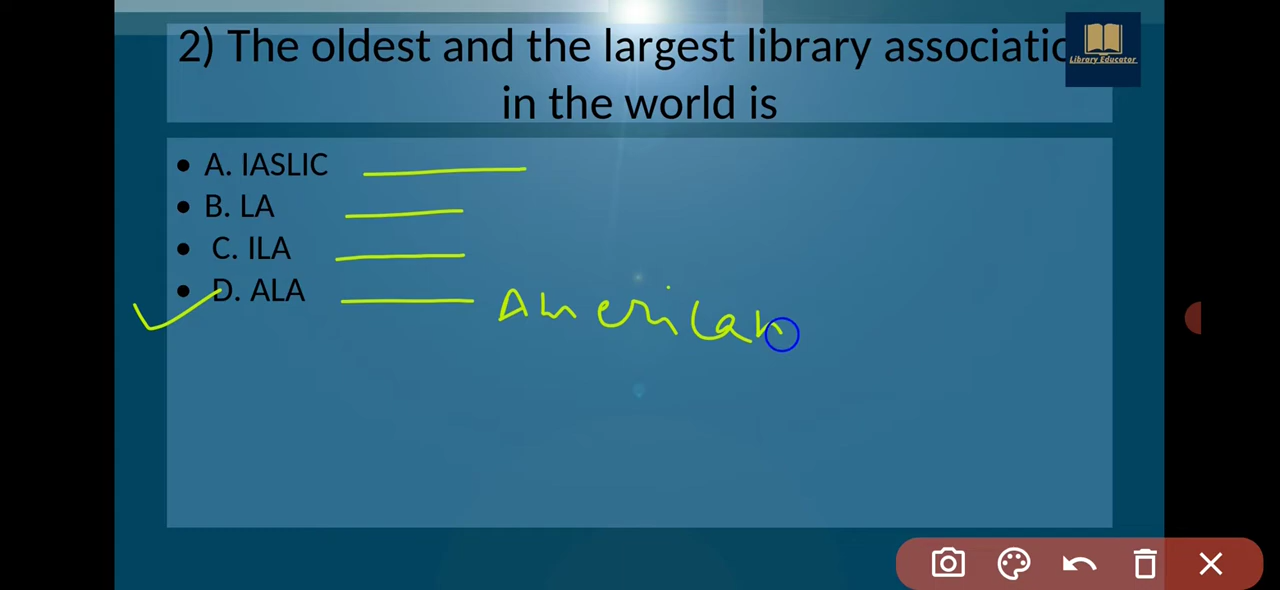 2) The oldest and the largest library associatio
Library Educator
in the world is
• A. IASLIC
• B. LA
• C. ILA
• D. ALA
American